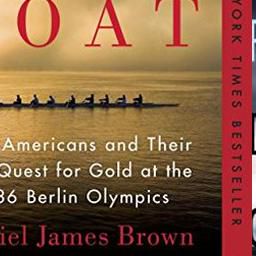 OAT
Americans and Their
Quest for Gold at the
36 Berlin Olympics
iel James Brown
YORK TIMES BESTSELLER